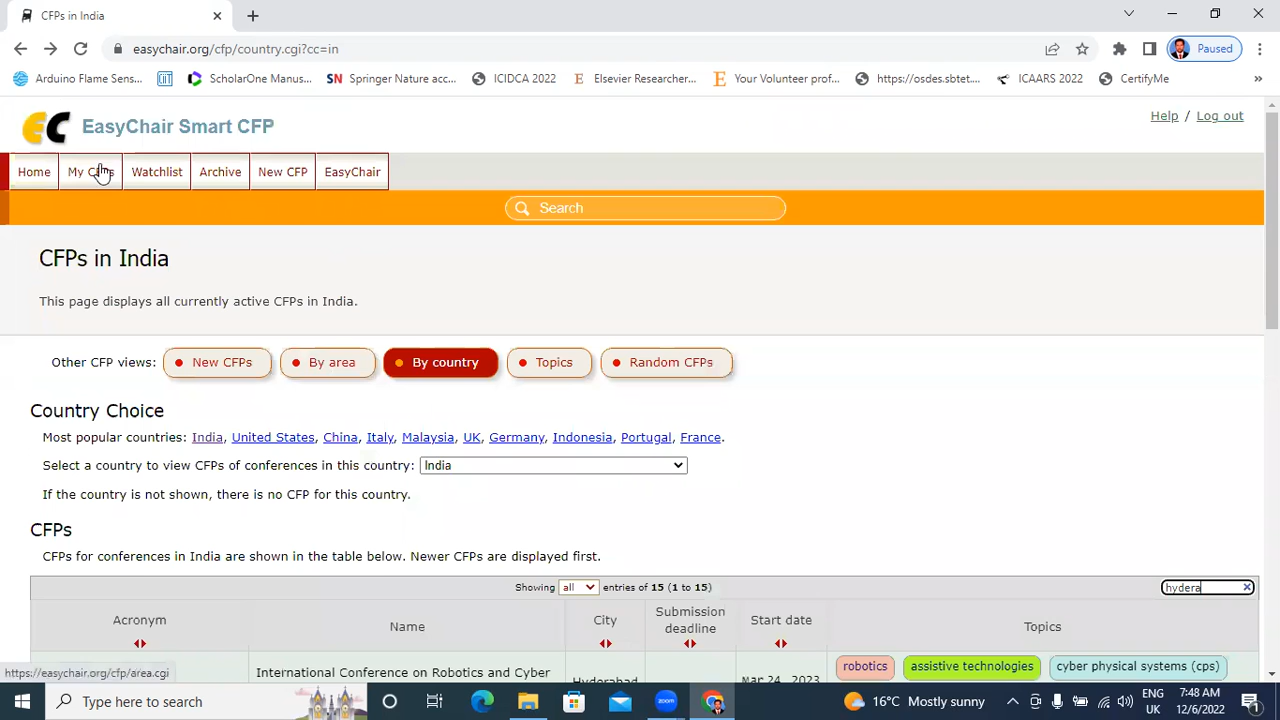 CFPs in India
easychair.org/cfp/country.cgi?cc=in
Paused
Arduino Flame Sens...
ScholarOne Manus...
Springer Nature acc...
ICIDCA 2022
Elsevier Researcher...
Your Volunteer prof...
https://osdes.sbtet....
ICAARS 2022
CertifyMe
»
EasyChair Smart CFP
Help / Log out
Home
My CFPs
Watchlist
Archive
New CFP
EasyChair
Search
CFPs in India
This page displays all currently active CFPs in India.
Other CFP views:
New CFPs
By area
By country
Topics
Random CFPs
Country Choice
Most popular countries: India, United States, China, Italy, Malaysia, UK, Germany, Indonesia, Portugal, France.
Select a country to view CFPs of conferences in this country: India
If the country is not shown, there is no CFP for this country.
CFPs
CFPs for conferences in India are shown in the table below. Newer CFPs are displayed first.
Showing all entries of 15 (1 to 15)
hydera
Acronym
Name
City
Submission deadline
Start date
Topics
International Conference on Robotics and Cyber
Hyderabad
Mar 24, 2023
robotics
assistive technologies
cyber physical systems (cps)
https://easychair.org/cfp/area.cgi
Type here to search
zoom
16°C Mostly sunny
ENG
UK
7:48 AM
12/6/2022
1